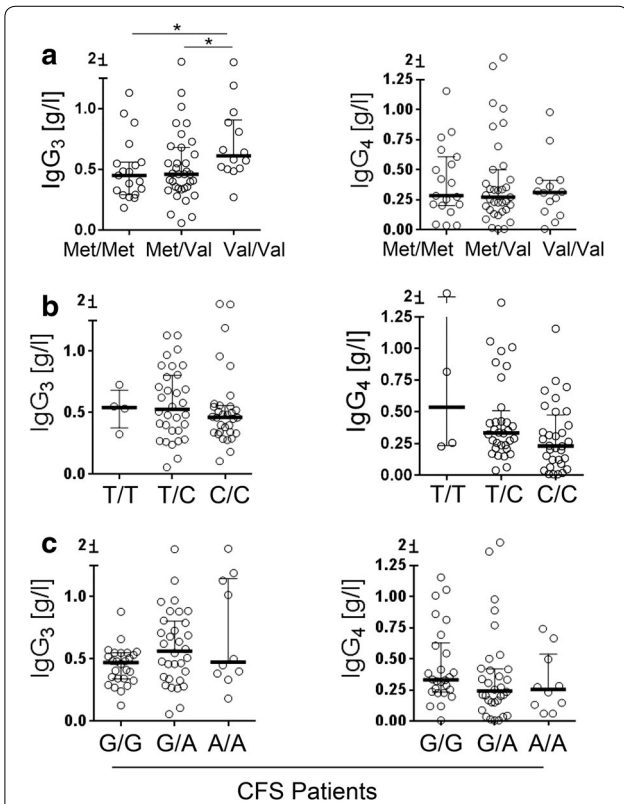 a
*
*
2
1.0
0.5
0.0
IgG3 [g/l]
Met/Met Met/Val Val/Val
2
1.25
1.00
0.75
0.50
0.25
0.00
IgG4 [g/l]
Met/Met Met/Val Val/Val
b
2
1.0
0.5
0.0
IgG3 [g/l]
T/T T/C C/C
2
1.25
1.00
0.75
0.50
0.25
0.00
IgG4 [g/l]
T/T T/C C/C
c
2
1.0
0.5
0.0
IgG3 [g/l]
G/G G/A A/A
2
1.25
1.00
0.75
0.50
0.25
0.00
IgG4 [g/l]
G/G G/A A/A
CFS Patients